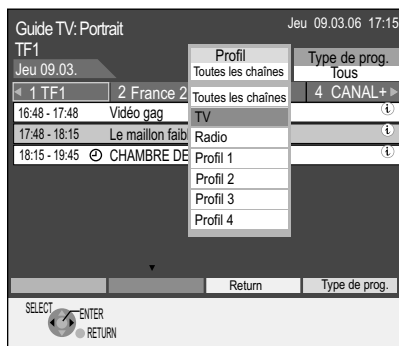 Guide TV: Portrait
Jeu 09.03.06 17:15
TF1
Jeu 09.03.
Profil
Toutes les chaînes
Type de prog.
Tous
1 TF1
2 France 2
4 CANAL+
Toutes les chaînes
TV
Radio
Profil 1
Profil 2
Profil 3
Profil 4
16:48 - 17:48 Vidéo gag
17:48 - 18:15 Le maillon faib
18:15 - 19:45 CHAMBRE DE
Return
Type de prog.
SELECT
ENTER
RETURN